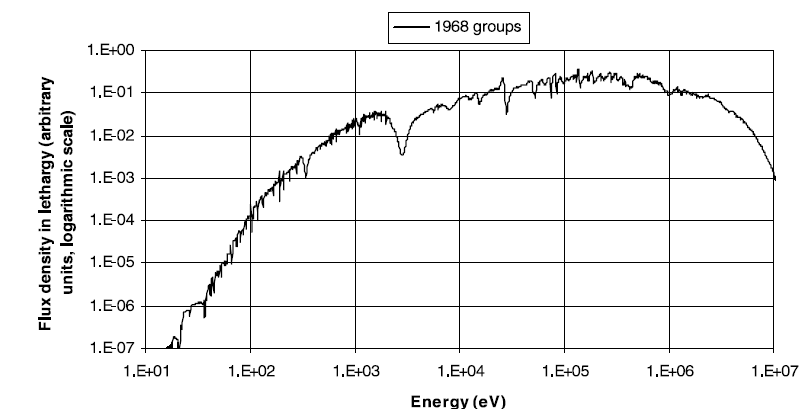 1968 groups
Flux density in lethargy (arbitrary
units, logarithmic scale)
1.E+00
1.E-01
1.E-02
1.E-03
1.E-04
1.E-05
1.E-06
1.E-07
1.E+01 1.E+02 1.E+03 1.E+04 1.E+05 1.E+06 1.E+07
Energy (eV)